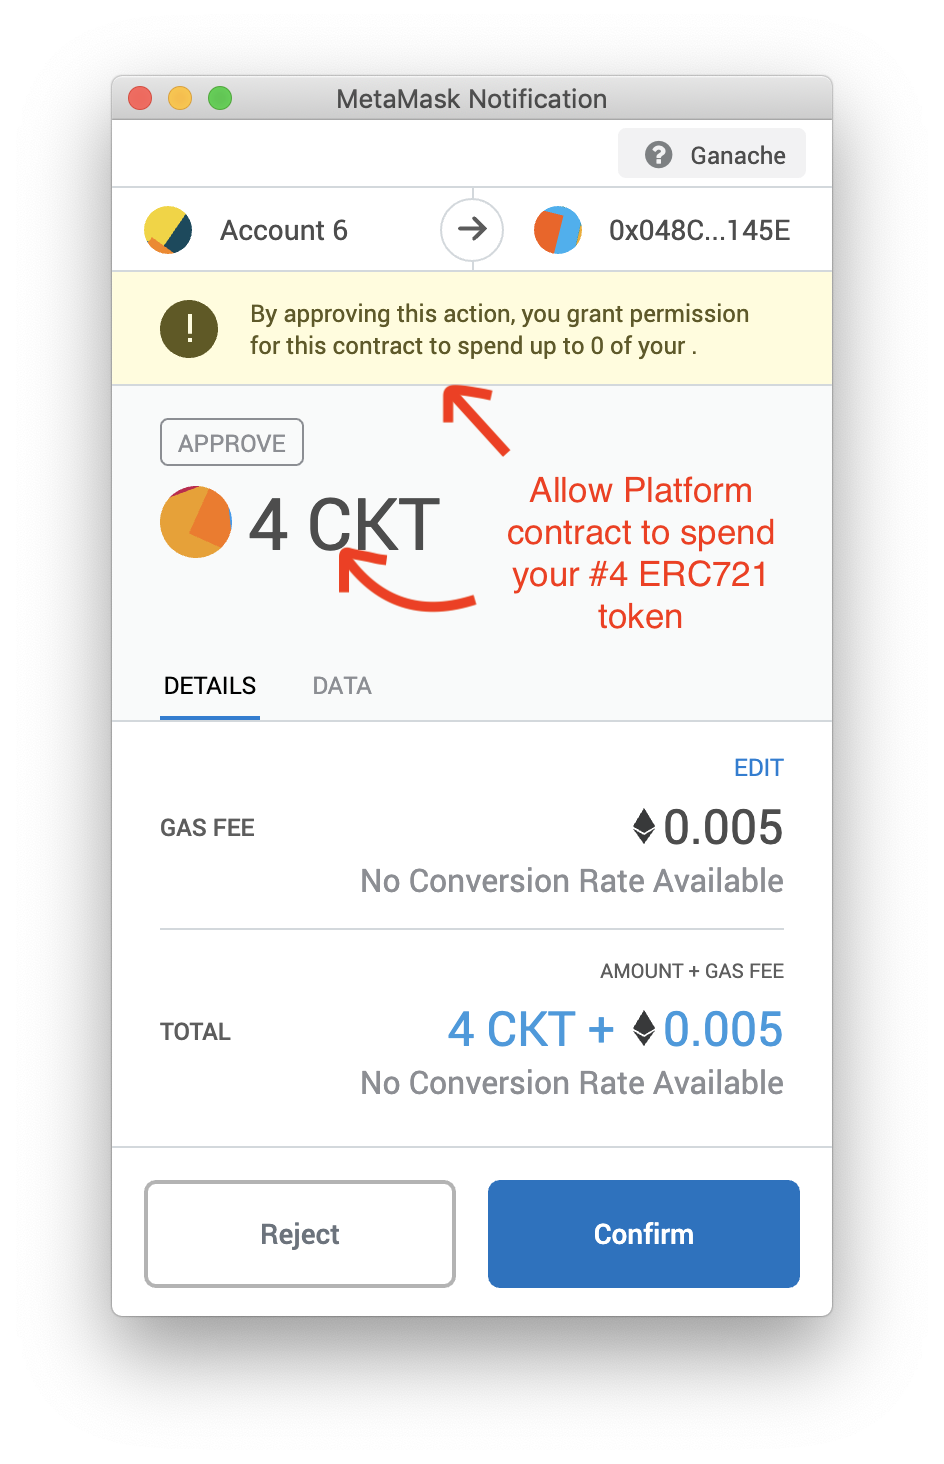 MetaMask Notification
? Ganache
Account 6
0x048C...145E
! By approving this action, you grant permission
for this contract to spend up to 0 of your .
APPROVE
4 CKT
Allow Platform
contract to spend
your #4 ERC721
token
DETAILS
DATA
EDIT
GAS FEE
0.005
No Conversion Rate Available
AMOUNT + GAS FEE
TOTAL
4 CKT + 0.005
No Conversion Rate Available
Reject
Confirm